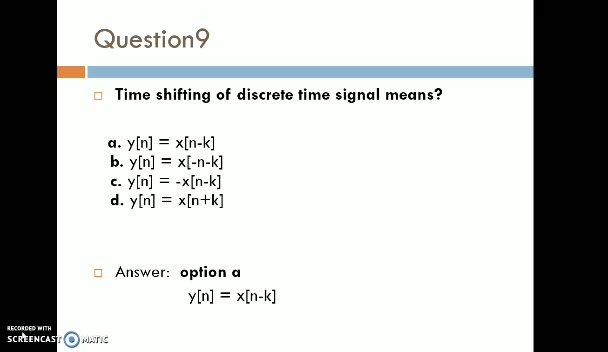 Question9
Time shifting of discrete time signal means?
a. y[n] = x[n-k]
b. y[n] = x[-n-k]
c. y[n] = -x[n-k]
d. y[n] = x[n+k]
Answer: option a
y[n] = x[n-k]
RECORDED WITH
SCREENCAST MATIC